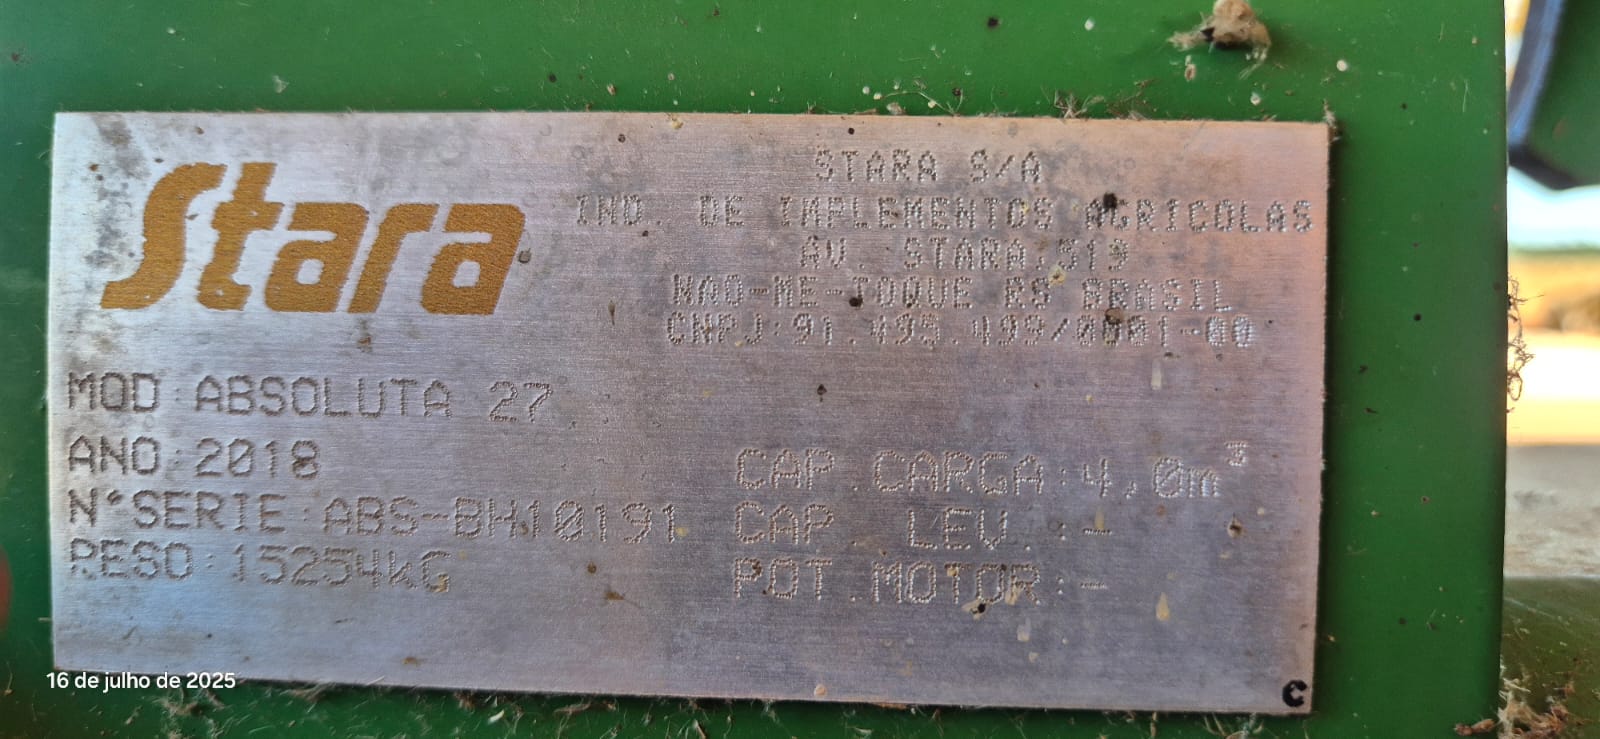 Stara
STARA S/A
IND. DE IMPLEMENTOS AGRICOLAS
AV. STARA,519
NAO-ME-TOQUE RS BRASIL
CNPJ:91.495.499/0001-00
MOD:ABSOLUTA 27
ANO:2018
N°SERIE:ABS-BH10191
PESO:15254KG
CAP.CARGA:4,0m³
CAP. LEV.:-
POT.MOTOR:-
C
16 de julho de 2025